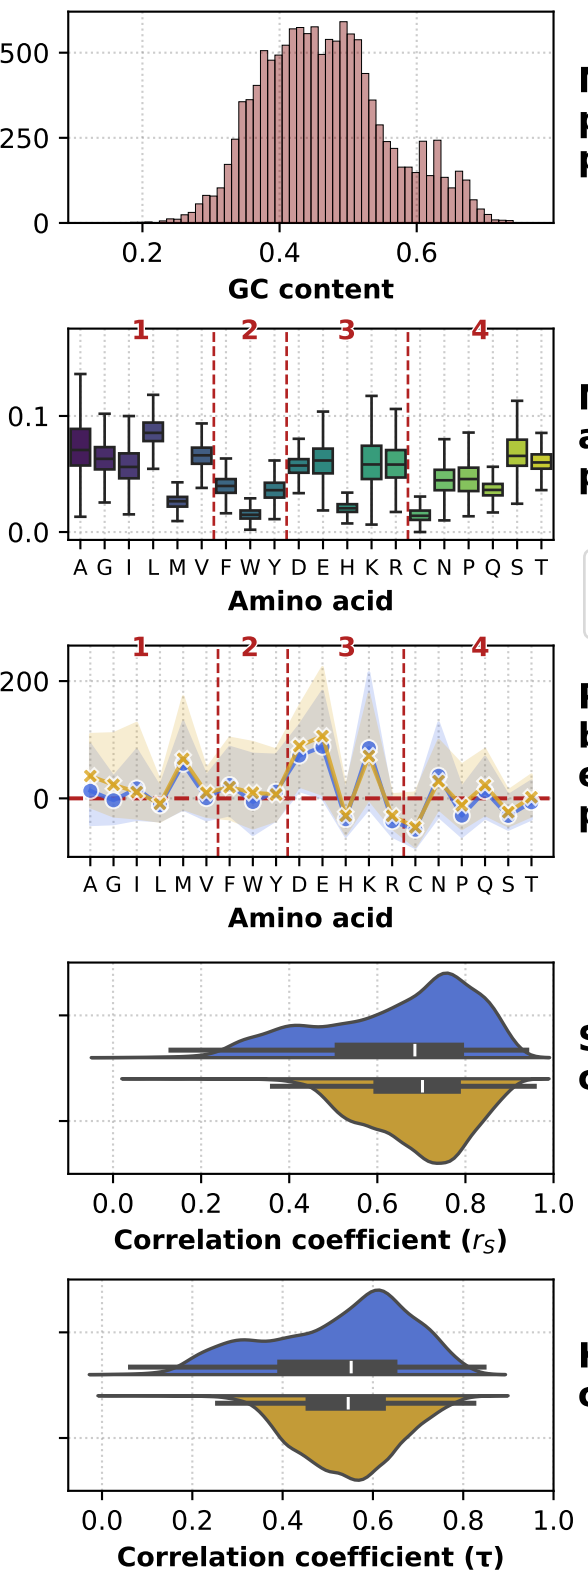 500
250
0
0.2 0.4 0.6
GC content
1 2 3 4
0.1
0.0
A G I L M V F W Y D E H K R C N P Q S T
Amino acid
1 2 3 4
200
0
A G I L M V F W Y D E H K R C N P Q S T
Amino acid
0.0 0.2 0.4 0.6 0.8 1.0
Correlation coefficient (rS)
0.0 0.2 0.4 0.6 0.8 1.0
Correlation coefficient (τ)